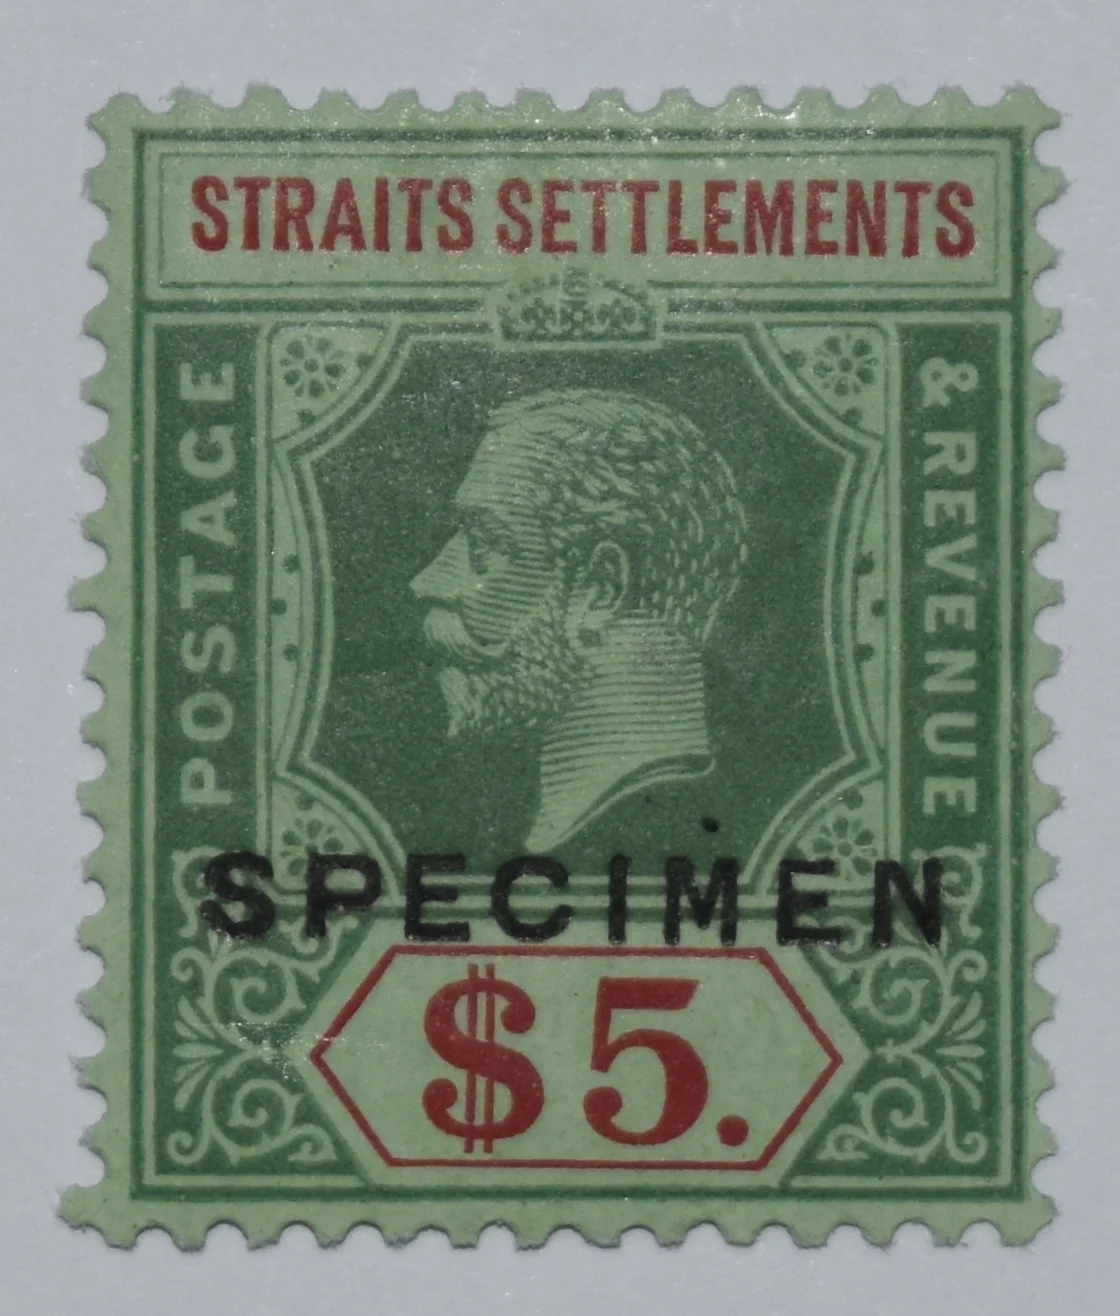 STRAITS SETTLEMENTS
POSTAGE
& REVENUE
SPECIMEN
$5.